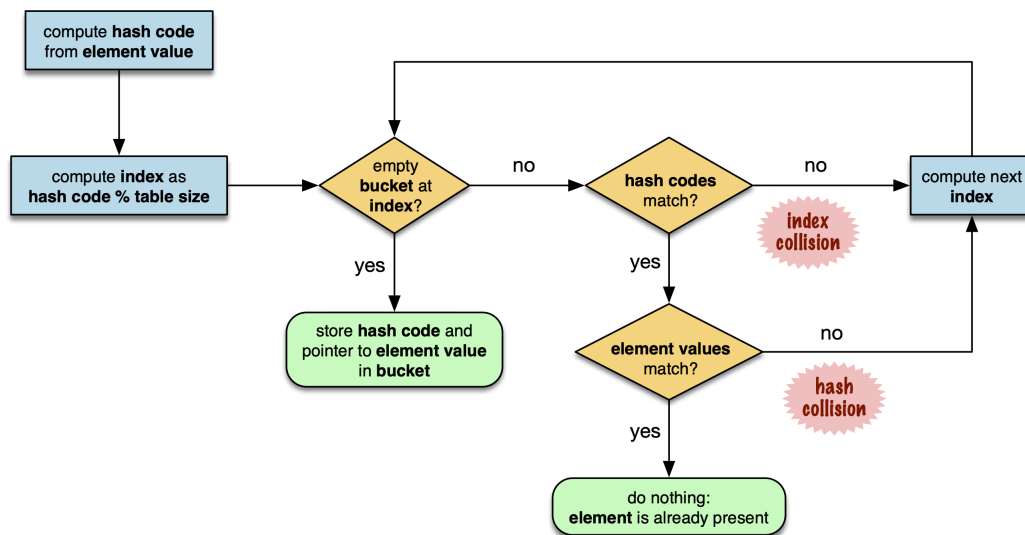 compute hash code
from element value
compute index as
hash code % table size
empty
bucket at
index?
no
hash codes
match?
no
compute next
index
index
collision
yes
yes
store hash code and
pointer to element value
in bucket
element values
match?
no
hash
collision
yes
do nothing:
element is already present